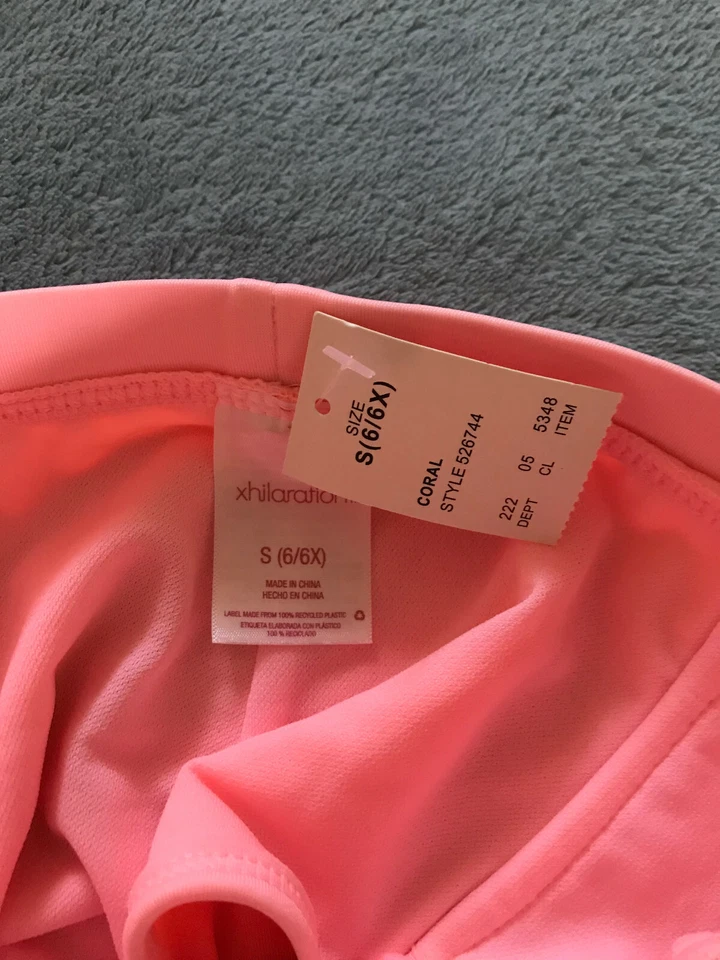 SIZE
S(6/6X)
CORAL
STYLE 526744
222 05 5348
DEPT CL ITEM
xhilaration
S (6/6X)
MADE IN CHINA
HECHO EN CHINA
LABEL MADE FROM 100% RECYCLED PLASTIC
ETIQUETA ELABORADA CON PLÁSTICO
100 % RECICLADO